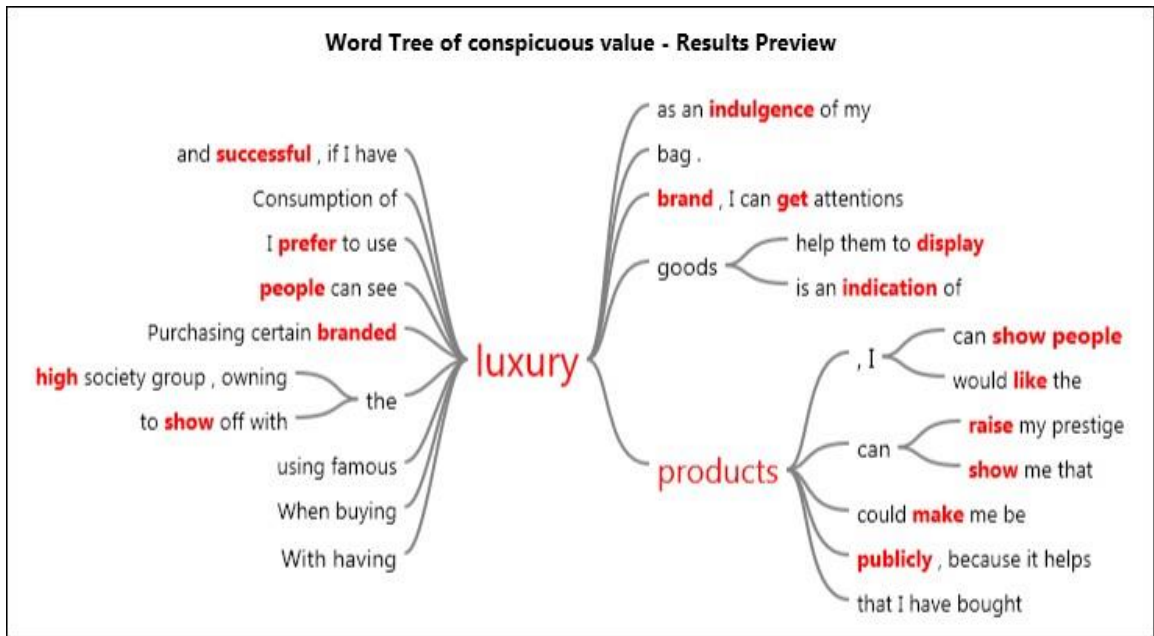 Word Tree of conspicuous value - Results Preview
and successful , if I have
Consumption of
I prefer to use
people can see
Purchasing certain branded
high society group , owning
to show off with
the
using famous
When buying
With having
luxury
as an indulgence of my
bag .
brand , I can get attentions
goods
help them to display
is an indication of
products
, I
can show people
would like the
can
raise my prestige
show me that
could make me be
publicly , because it helps
that I have bought